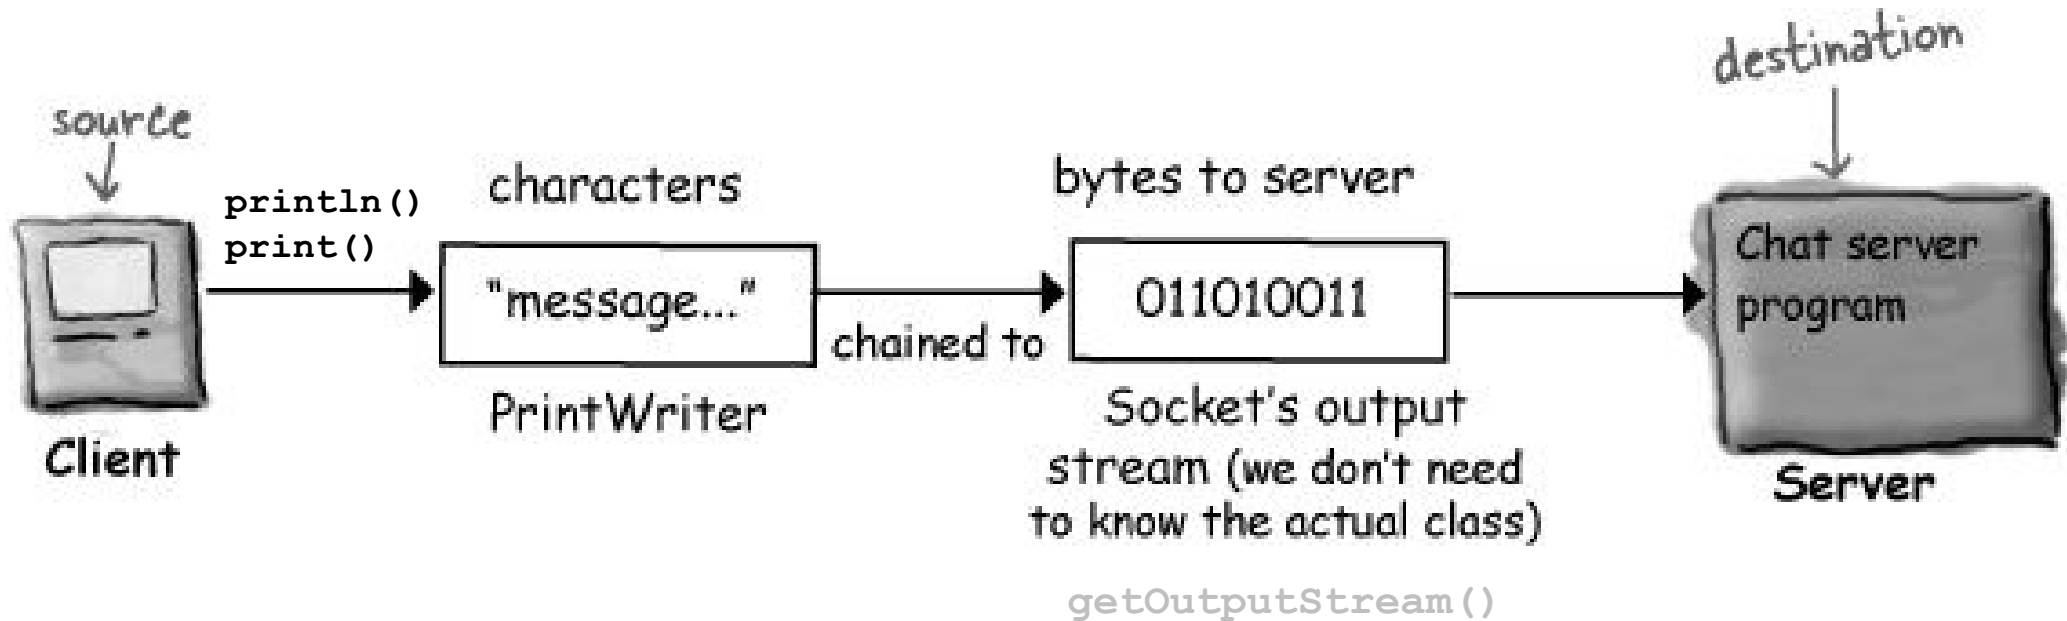 source
destination
println()
print()
characters
bytes to server
"message..."
chained to
011010011
Chat server
program
Client
PrintWriter
Socket's output
stream (we don't need
to know the actual class)
Server
getOutputStream()